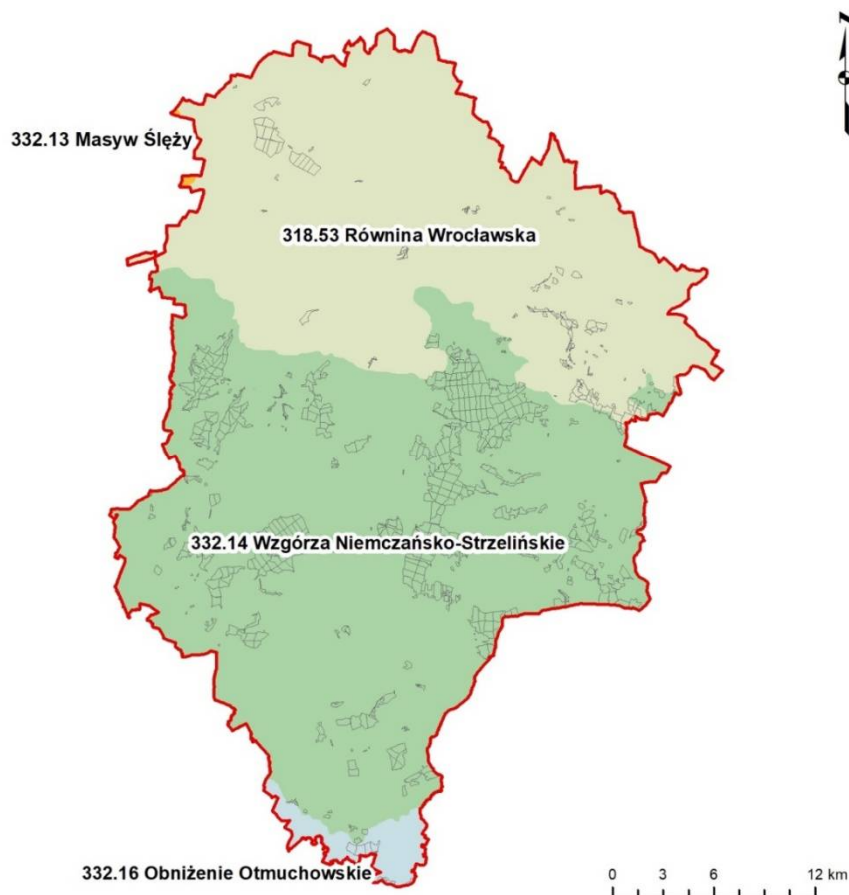 332.13 Masyw Ślęży
318.53 Równina Wrocławska
332.14 Wzgórza Niemczańsko-Strzelińskie
332.16 Obniżenie Otmuchowskie
0 3 6 12 km